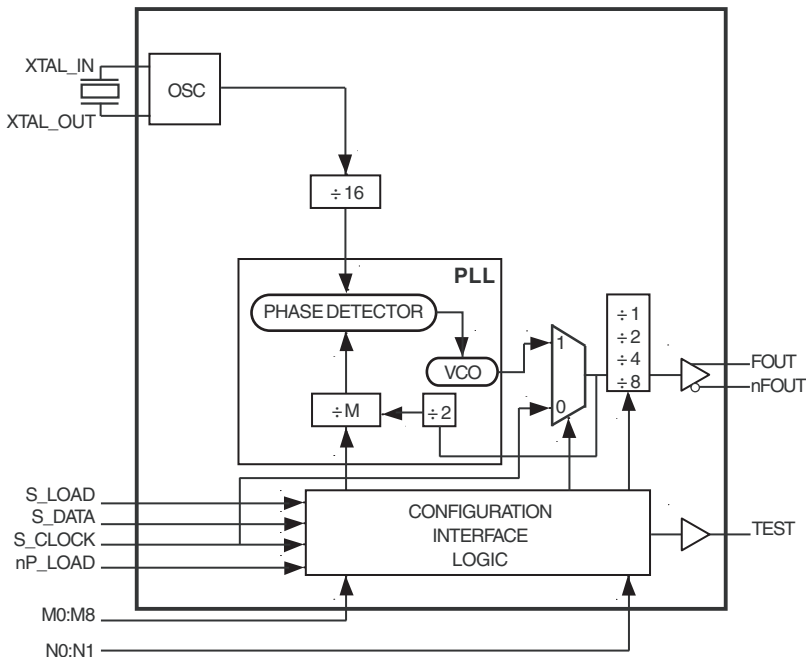 XTAL_IN
OSC
XTAL_OUT
÷ 16
PLL
PHASE DETECTOR
÷ 1
÷ 2
÷ 4
÷ 8
1
VCO
FOUT
nFOUT
÷M
÷ 2
0
S_LOAD
S_DATA
S_CLOCK
nP_LOAD
CONFIGURATION
INTERFACE
LOGIC
TEST
M0:M8
N0:N1